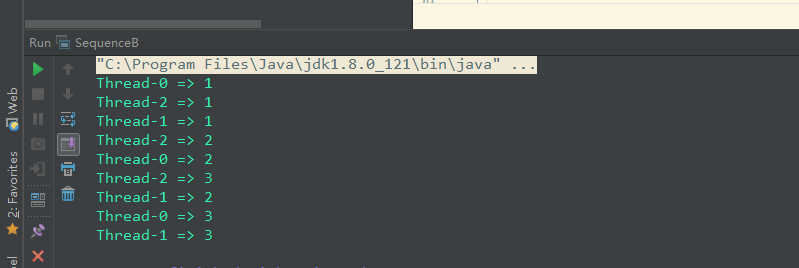 Run SequenceB
"C:\Program Files\Java\jdk1.8.0_121\bin\java" ...
Thread-0 => 1
Thread-2 => 1
Thread-1 => 1
Thread-2 => 2
Thread-0 => 2
Thread-2 => 3
Thread-1 => 2
Thread-0 => 3
Thread-1 => 3
Web
2: Favorites